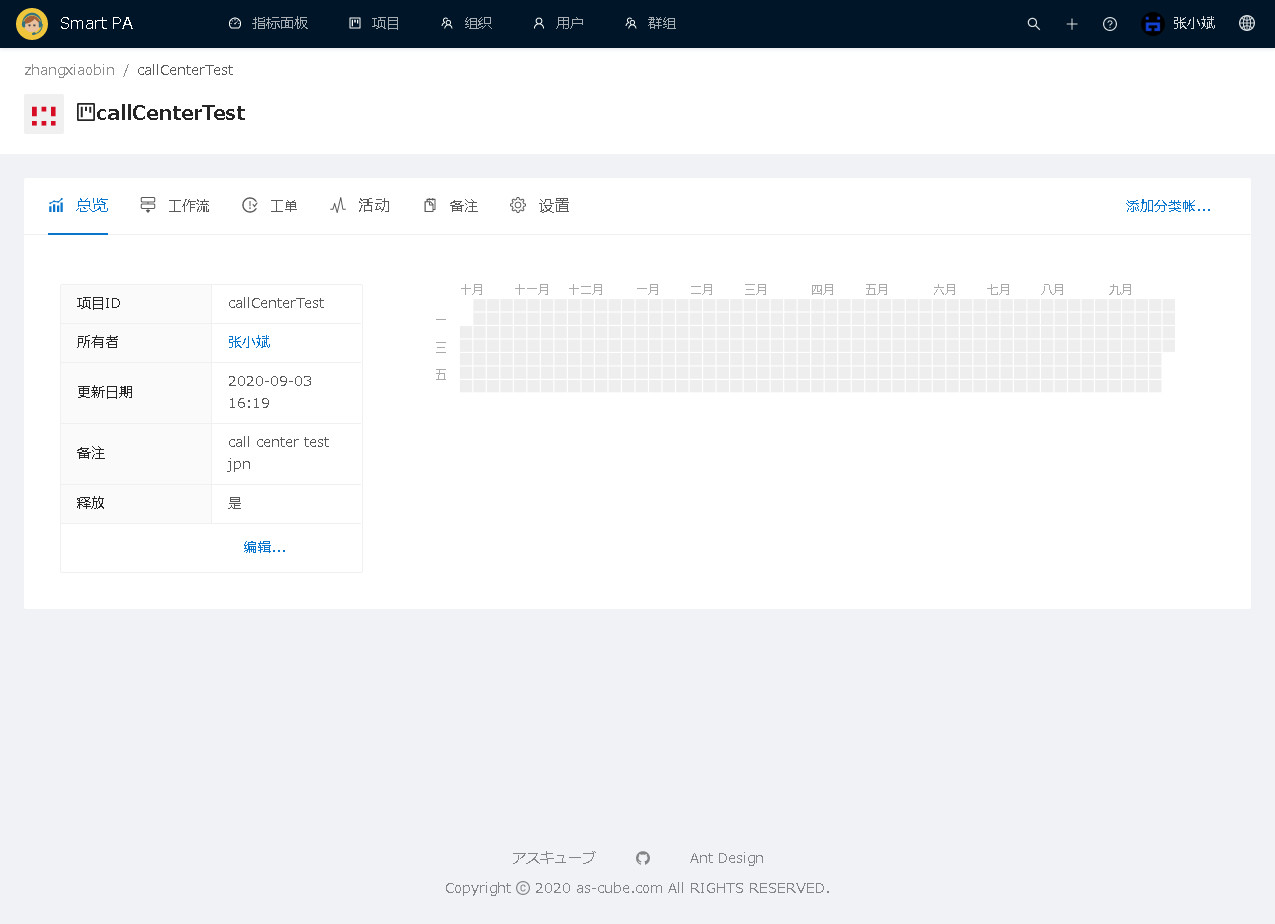 Smart PA 指标面板 项目 组织 用户 群组 张小斌
zhangxiaobin / callCenterTest
callCenterTest
总览 工作流 工单 活动 备注 设置 添加分类帐...
十月 十一月 十二月 一月 二月 三月 四月 五月 六月 七月 八月 九月
一
三
五
项目ID callCenterTest
所有者 张小斌
更新日期 2020-09-03
16:19
备注 call center test
jpn
释放 是
编辑...
アスキューブ Ant Design
Copyright © 2020 as-cube.com All RIGHTS RESERVED.